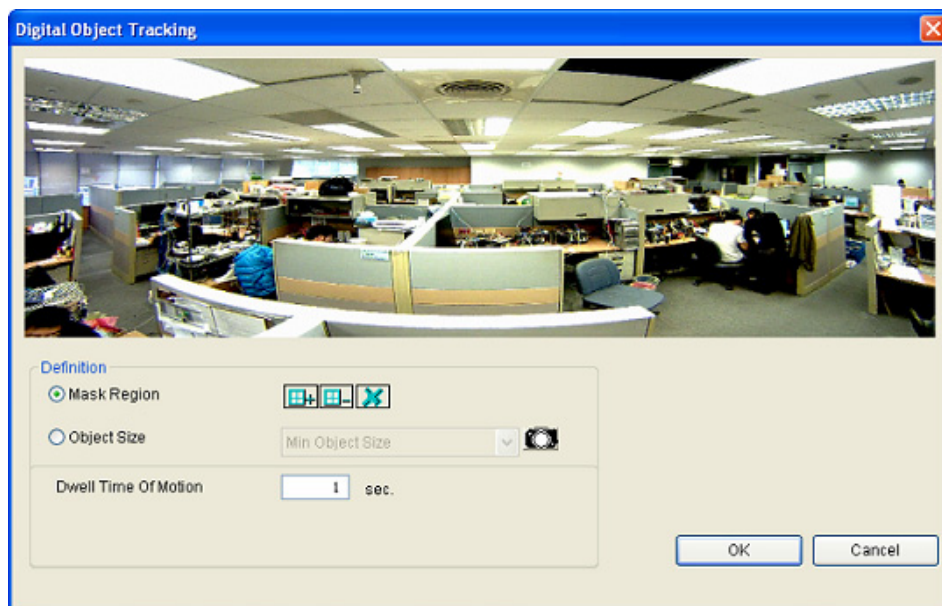 Digital Object Tracking
Definition
Mask Region
Object Size
Min Object Size
Dwell Time Of Motion
1 sec.
OK
Cancel